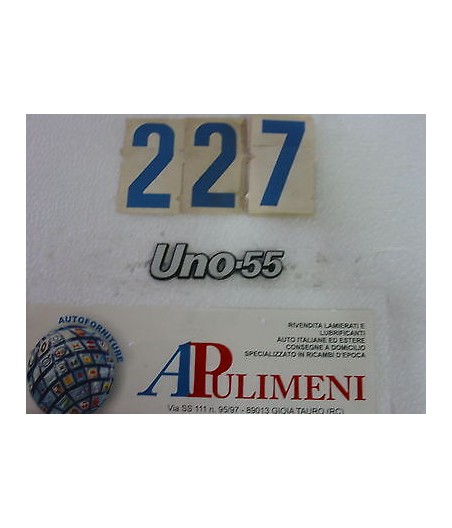 227
Uno-55
AUTOFORNITURE
RIVENDITA LAMIERATI E
LUBRIFICANTI
AUTO ITALIANE ED ESTERE
CONSEGNE A DOMICILIO
SPECIALIZZATO IN RICAMBI D'EPOCA
APULIMENI
Via SS 111 n. 95/97 - 89013 GIOIA TAURO (RC)